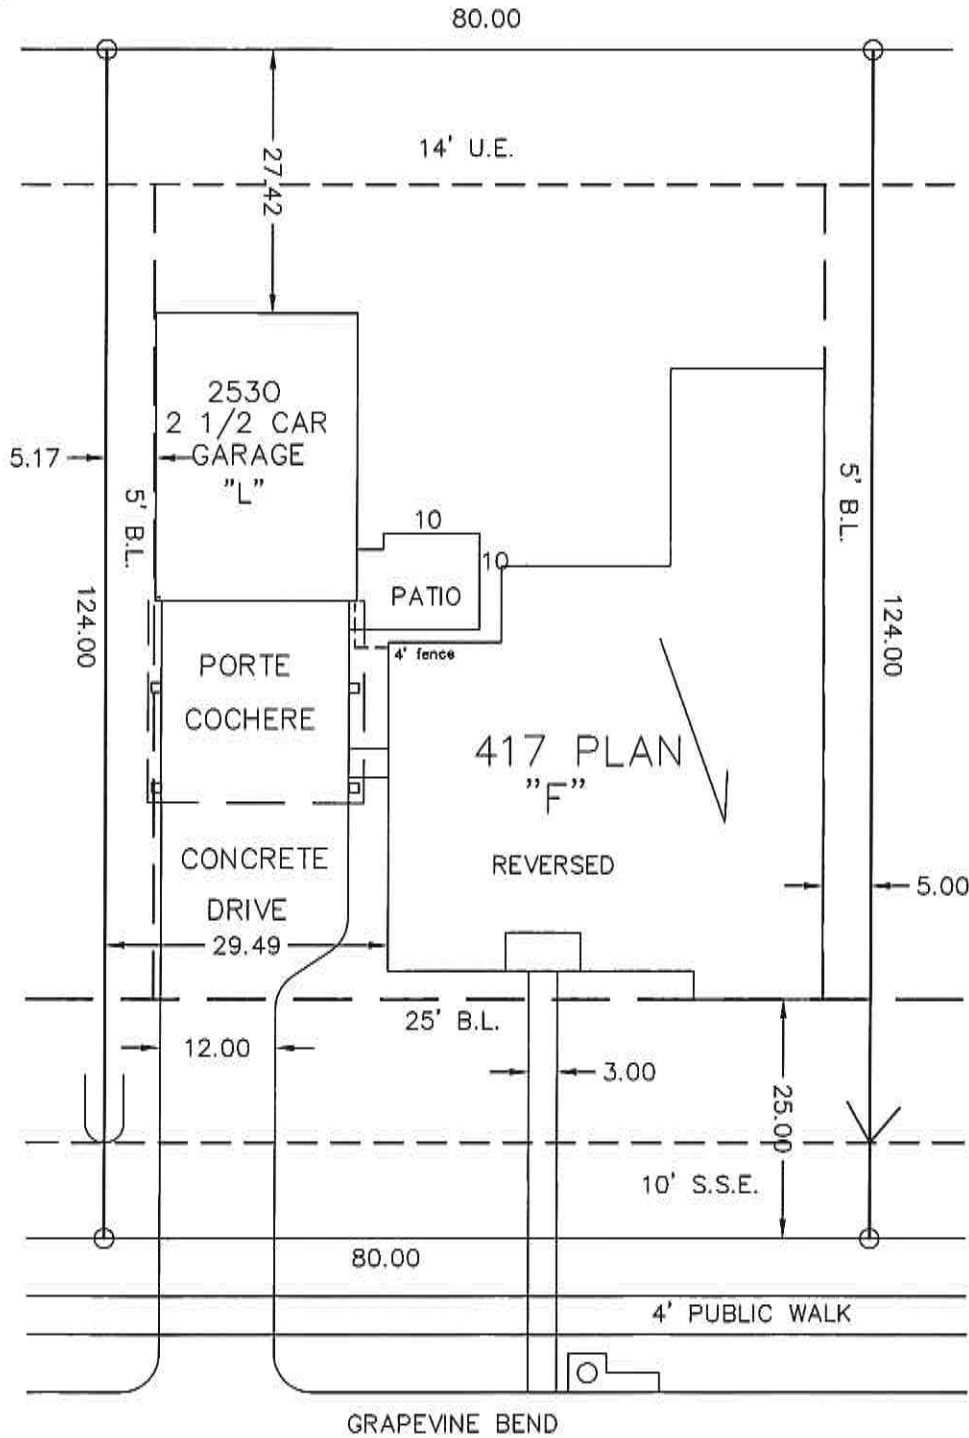 80.00
27.42
14' U.E.
2530
2 1/2 CAR
GARAGE
"L"
5.17
5' B.L.
5' B.L.
10
10
PATIO
124.00
124.00
4' fence
PORTE
COCHERE
417 PLAN
"F"
REVERSED
CONCRETE
DRIVE
5.00
29.49
25' B.L.
12.00
3.00
25.00
10' S.S.E.
80.00
4' PUBLIC WALK
GRAPEVINE BEND